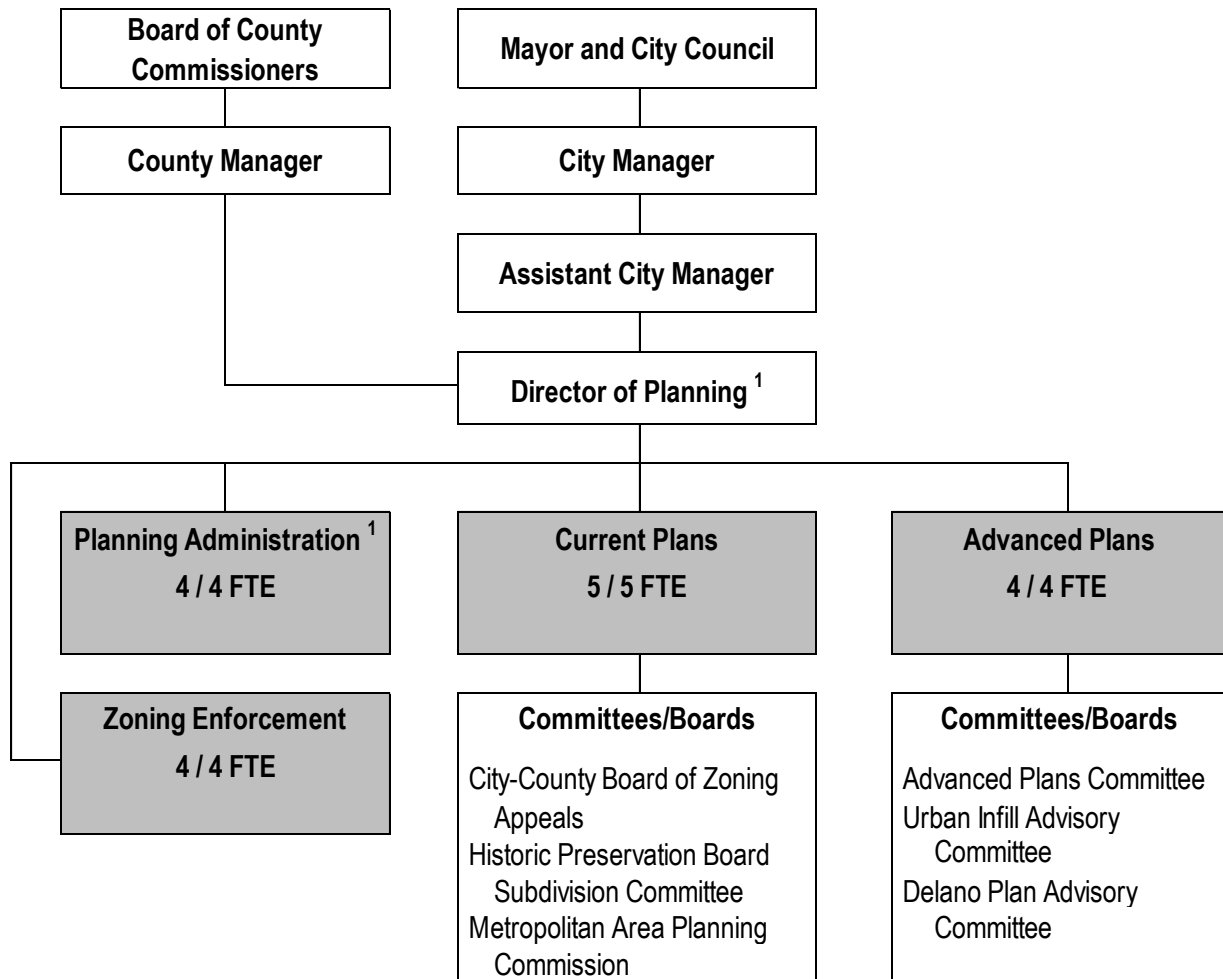 Board of County
Commissioners
Mayor and City Council
County Manager
City Manager
Assistant City Manager
Director of Planning 1
Planning Administration 1
4 / 4 FTE
Current Plans
5 / 5 FTE
Advanced Plans
4 / 4 FTE
Zoning Enforcement
4 / 4 FTE
Committees/Boards
City-County Board of Zoning
Appeals
Historic Preservation Board
Subdivision Committee
Metropolitan Area Planning
Commission
Committees/Boards
Advanced Plans Committee
Urban Infill Advisory
Committee
Delano Plan Advisory
Committee